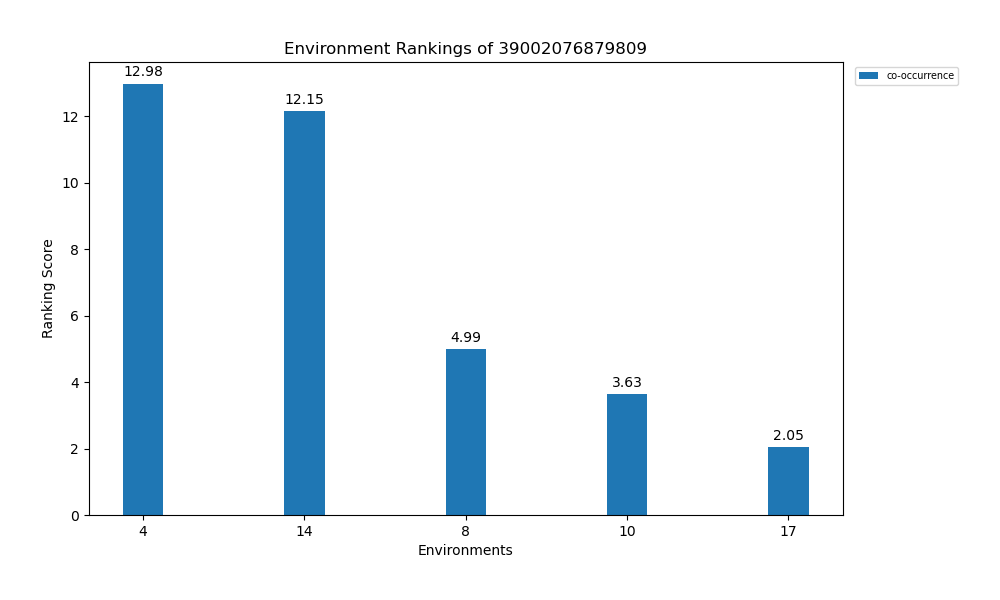 Environment Rankings of 39002076879809
co-occurrence
12.98
12.15
4.99
3.63
2.05
Ranking Score
12
10
8
6
4
2
0
4 14 8 10 17
Environments